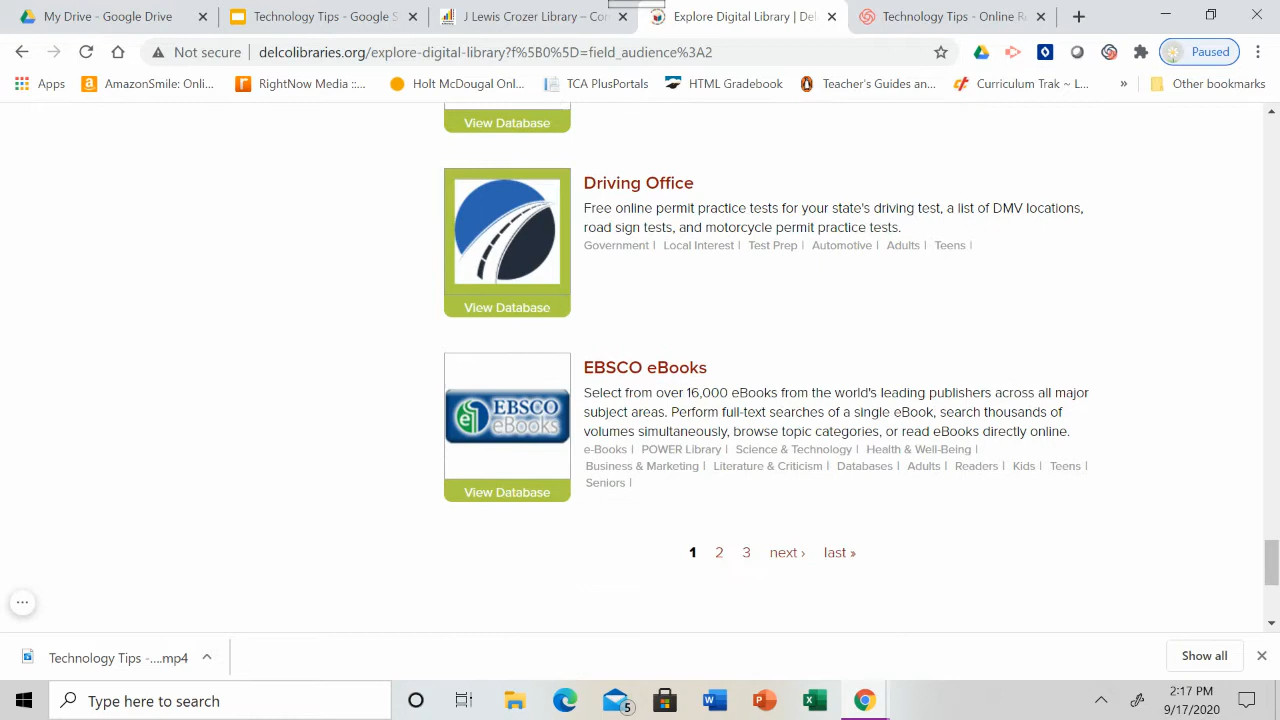 My Drive - Google Drive
Technology Tips - Google S
Lewis Crozer Library – Con
Explore Digital Library | Del
Technology Tips - Online R
Not secure
delcolibraries.org/explore-digital-library?f%5B0%5D=field_audience%3A2
Paused
Apps
AmazonSmile: Onli...
RightNow Media ::...
Holt McDougal Onl...
TCA PlusPortals
HTML Gradebook
Teacher's Guides an...
Curriculum Trak ~ L...
»
Other bookmarks
View Database
Driving Office
Free online permit practice tests for your state's driving test, a list of DMV locations,
road sign tests, and motorcycle permit practice tests.
Government | Local Interest | Test Prep | Automotive | Adults | Teens |
View Database
EBSCO eBooks
Select from over 16,000 eBooks from the world's leading publishers across all major
subject areas. Perform full-text searches of a single eBook, search thousands of
volumes simultaneously, browse topic categories, or read eBooks directly online.
e-Books | POWER Library | Science & Technology | Health & Well-Being |
Business & Marketing | Literature & Criticism | Databases | Adults | Readers | Kids | Teens |
Seniors |
EBSCO
eBooks
View Database
1 2 3 next › last »
Technology Tips -....mp4
Show all
Type here to search
5
2:17 PM
9/17/2020